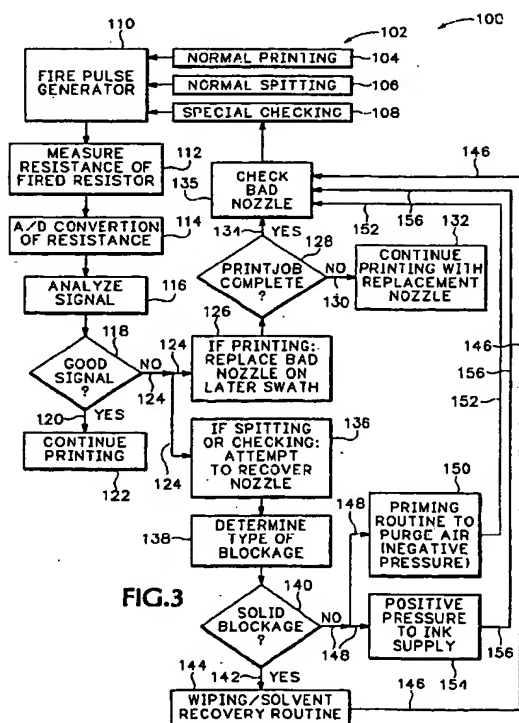 100
102
110
FIRE PULSE
GENERATOR
NORMAL PRINTING
104
NORMAL SPITTING
106
SPECIAL CHECKING
108
MEASURE
RESISTANCE OF
FIRED RESISTOR
112
135
CHECK
BAD
NOZZLE
146
156
152
A/D CONVERTION
OF RESISTANCE
114
134
YES
128
132
ANALYZE
SIGNAL
116
PRINTJOB
COMPLETE
?
NO
130
CONTINUE
PRINTING WITH
REPLACEMENT
NOZZLE
118
GOOD
SIGNAL
?
NO
124
124
126
IF PRINTING:
REPLACE BAD
NOZZLE ON
LATER SWATH
146
156
152
120
YES
CONTINUE
PRINTING
122
124
136
IF SPITTING
OR CHECKING:
ATTEMPT
TO RECOVER
NOZZLE
150
148
PRIMING
ROUTINE TO
PURGE AIR
(NEGATIVE
PRESSURE)
138
DETERMINE
TYPE OF
BLOCKAGE
FIG.3
140
SOLID
BLOCKAGE
?
NO
148
POSITIVE
PRESSURE
TO INK
SUPPLY
154
156
144
142
YES
WIPING/SOLVENT
RECOVERY ROUTINE
146